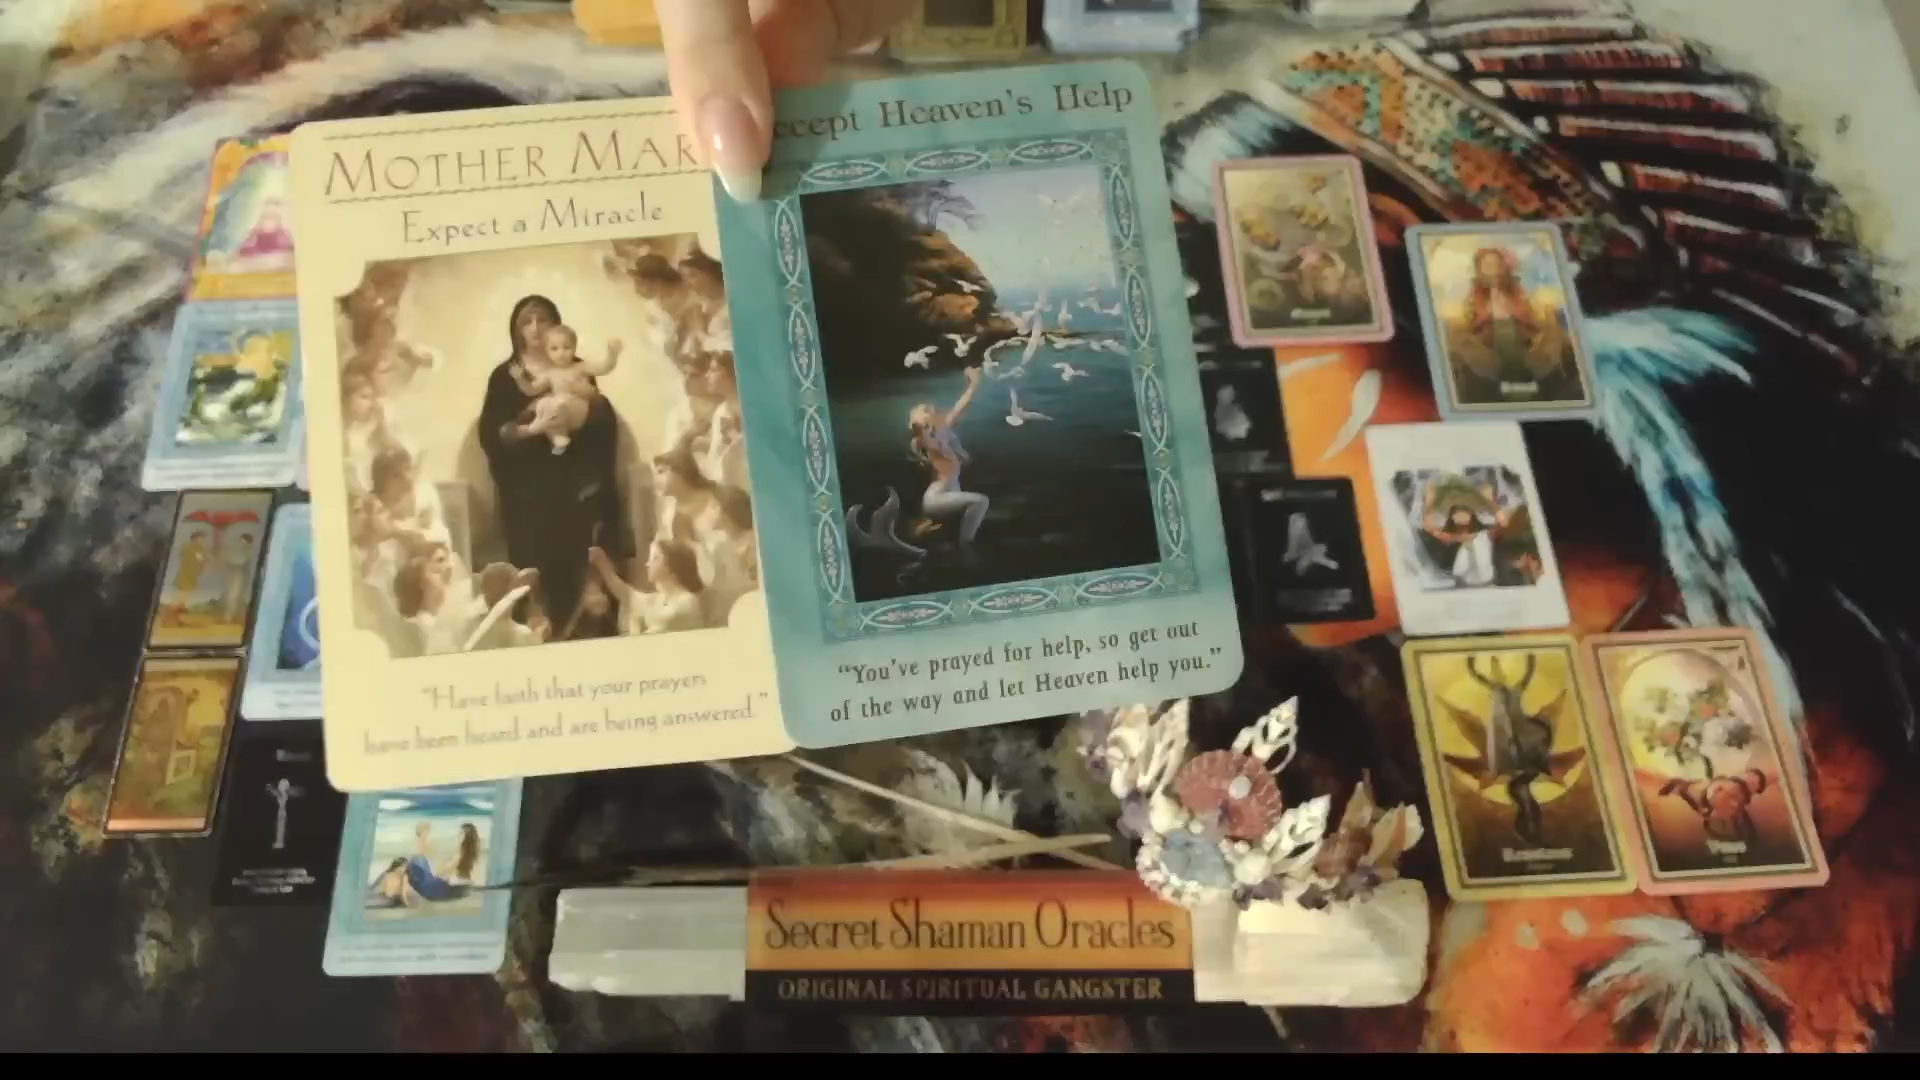 MOTHER MAR
Expect a Miracle
"Have faith that your prayers
have been heard and are being answered."
ccept Heaven's Help
"You've prayed for help, so get out
of the way and let Heaven help you."
Secret Shaman Oracles
ORIGINAL SPIRITUAL GANGSTER